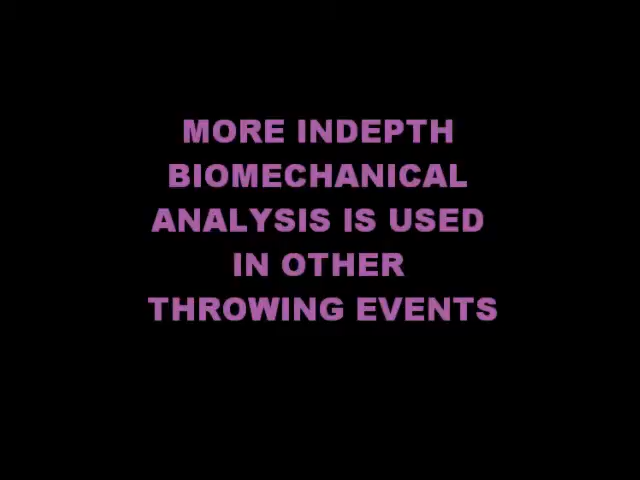 MORE INDEPTH
BIOMECHANICAL
ANALYSIS IS USED
IN OTHER
THROWING EVENTS